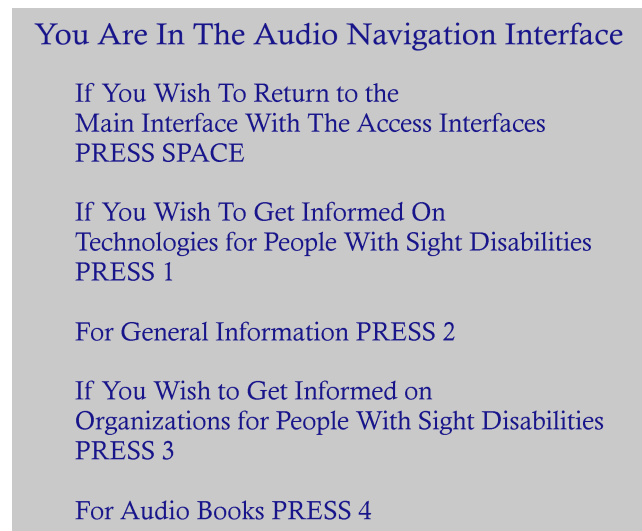 You Are In The Audio Navigation Interface
If You Wish To Return to the
Main Interface With The Access Interfaces
PRESS SPACE
If You Wish To Get Informed On
Technologies for People With Sight Disabilities
PRESS 1
For General Information PRESS 2
If You Wish to Get Informed on
Organizations for People With Sight Disabilities
PRESS 3
For Audio Books PRESS 4